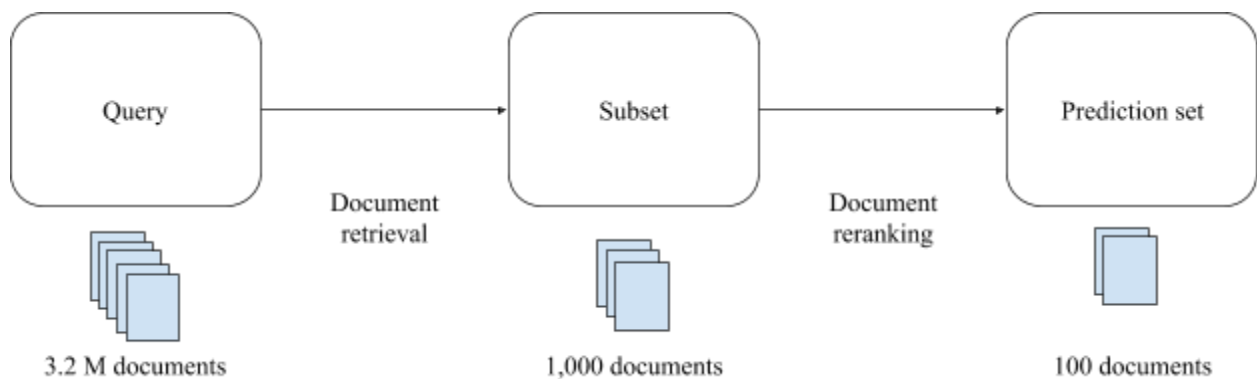 Query
Subset
Prediction set
Document
retrieval
Document
reranking
3.2 M documents
1,000 documents
100 documents